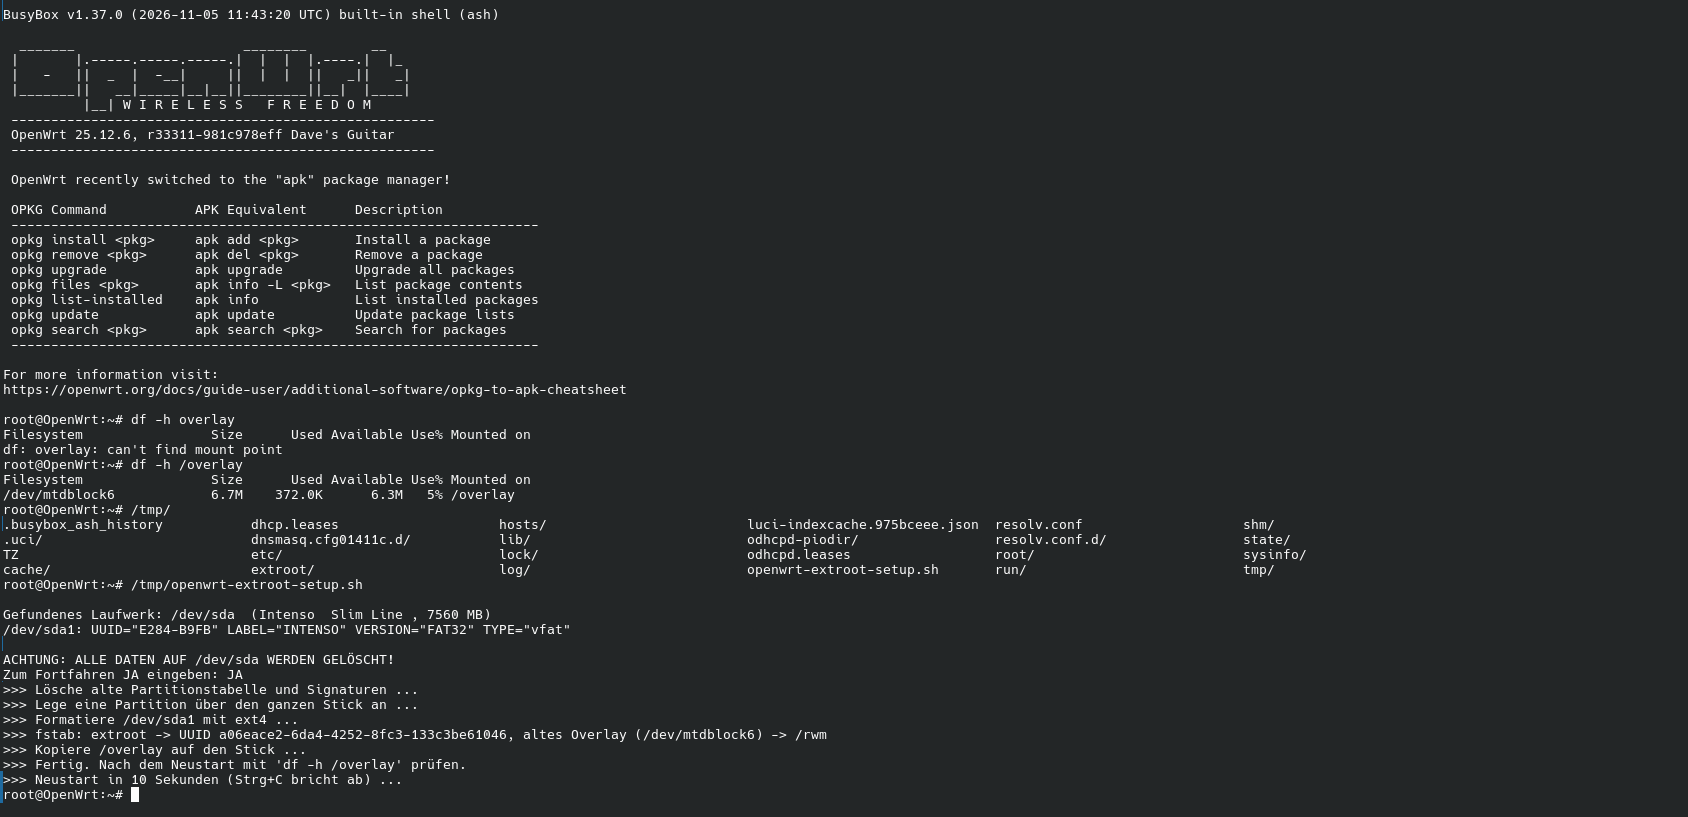 BusyBox v1.37.0 (2026-11-05 11:43:20 UTC) built-in shell (ash)

  _______                     ________        __
 |       |.-----.-----.-----.|  |  |  |.----.|  |_
 |   -   ||  _  |  -__|     ||  |  |  ||   _||   _|
 |_______||   __|_____|__|__||________||__|  |____|
          |__| W I R E L E S S   F R E E D O M
 -----------------------------------------------------
 OpenWrt 25.12.6, r33311-981c978eff Dave's Guitar
 -----------------------------------------------------

 OpenWrt recently switched to the "apk" package manager!

 OPKG Command           APK Equivalent      Description
 ------------------------------------------------------------------
 opkg install <pkg>     apk add <pkg>       Install a package
 opkg remove <pkg>      apk del <pkg>       Remove a package
 opkg upgrade           apk upgrade         Upgrade all packages
 opkg files <pkg>       apk info -L <pkg>   List package contents
 opkg list-installed    apk info            List installed packages
 opkg update            apk update          Update package lists
 opkg search <pkg>      apk search <pkg>    Search for packages
 ------------------------------------------------------------------

For more information visit:
https://openwrt.org/docs/guide-user/additional-software/opkg-to-apk-cheatsheet

root@OpenWrt:~# df -h overlay
Filesystem                Size      Used Available Use% Mounted on
df: overlay: can't find mount point
root@OpenWrt:~# df -h /overlay
Filesystem                Size      Used Available Use% Mounted on
/dev/mtdblock6            6.7M    372.0K      6.3M   5% /overlay
root@OpenWrt:~# /tmp/
.busybox_ash_history           dhcp.leases                    hosts/                         luci-indexcache.975bceee.json  resolv.conf                    shm/
.uci/                          dnsmasq.cfg01411c.d/           lib/                           odhcpd-piodir/                 resolv.conf.d/                 state/
TZ                             etc/                           lock/                          odhcpd.leases                  root/                          sysinfo/
cache/                         extroot/                       log/                           openwrt-extroot-setup.sh       run/                           tmp/
root@OpenWrt:~# /tmp/openwrt-extroot-setup.sh

Gefundenes Laufwerk: /dev/sda  (Intenso  Slim Line , 7560 MB)
/dev/sda1: UUID="E284-B9FB" LABEL="INTENSO" VERSION="FAT32" TYPE="vfat"

ACHTUNG: ALLE DATEN AUF /dev/sda WERDEN GELÖSCHT!
Zum Fortfahren JA eingeben: JA
>>> Lösche alte Partitionstabelle und Signaturen ...
>>> Lege eine Partition über den ganzen Stick an ...
>>> Formatiere /dev/sda1 mit ext4 ...
>>> fstab: extroot -> UUID a06eace2-6da4-4252-8fc3-133c3be61046, altes Overlay (/dev/mtdblock6) -> /rwm
>>> Kopiere /overlay auf den Stick ...
>>> Fertig. Nach dem Neustart mit 'df -h /overlay' prüfen.
>>> Neustart in 10 Sekunden (Strg+C bricht ab) ...
root@OpenWrt:~#